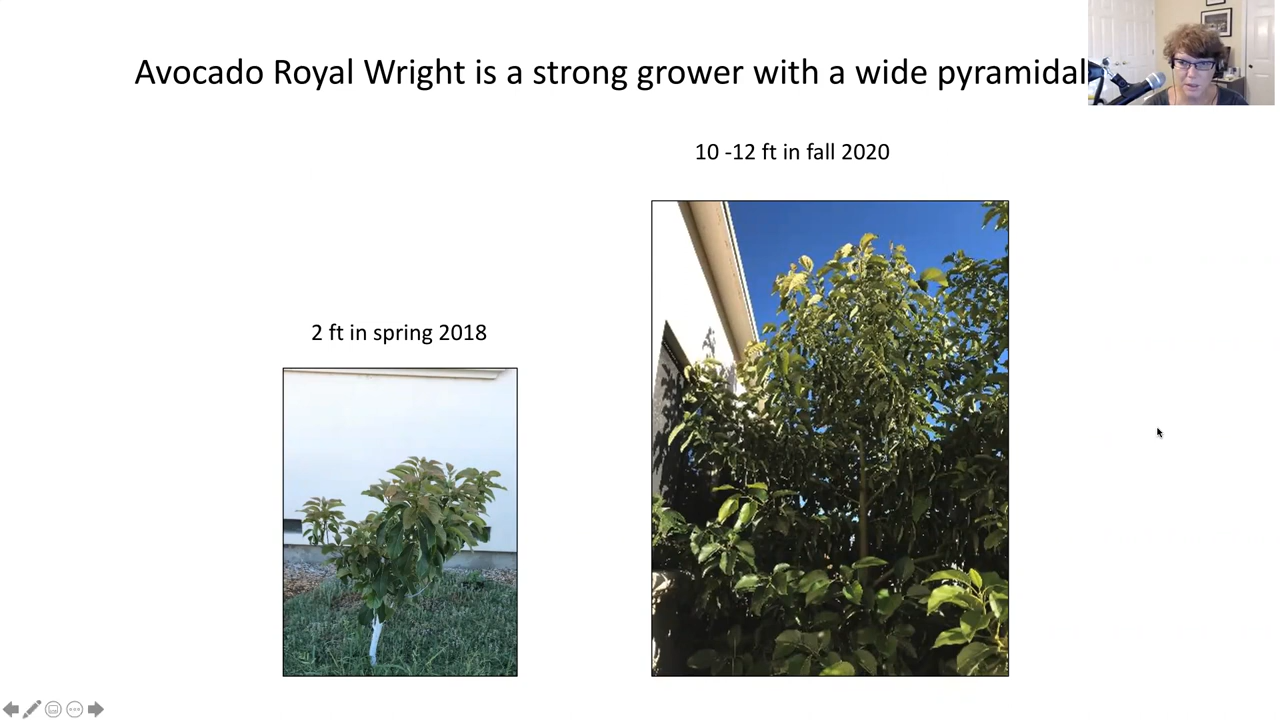 Avocado Royal Wright is a strong grower with a wide pyramidal
10 -12 ft in fall 2020
2 ft in spring 2018